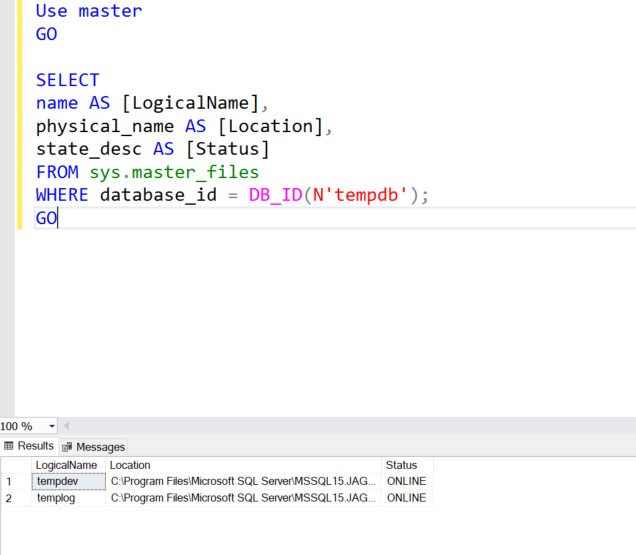 Use master
GO
SELECT
name AS [LogicalName],
physical_name AS [Location],
state_desc AS [Status]
FROM sys.master_files
WHERE database_id = DB_ID(N'tempdb');
GO
100 %
Results Messages
LogicalName Location Status
1 tempdev C:\Program Files\Microsoft SQL Server\MSSQL15.JAG... ONLINE
2 templog C:\Program Files\Microsoft SQL Server\MSSQL15.JAG... ONLINE